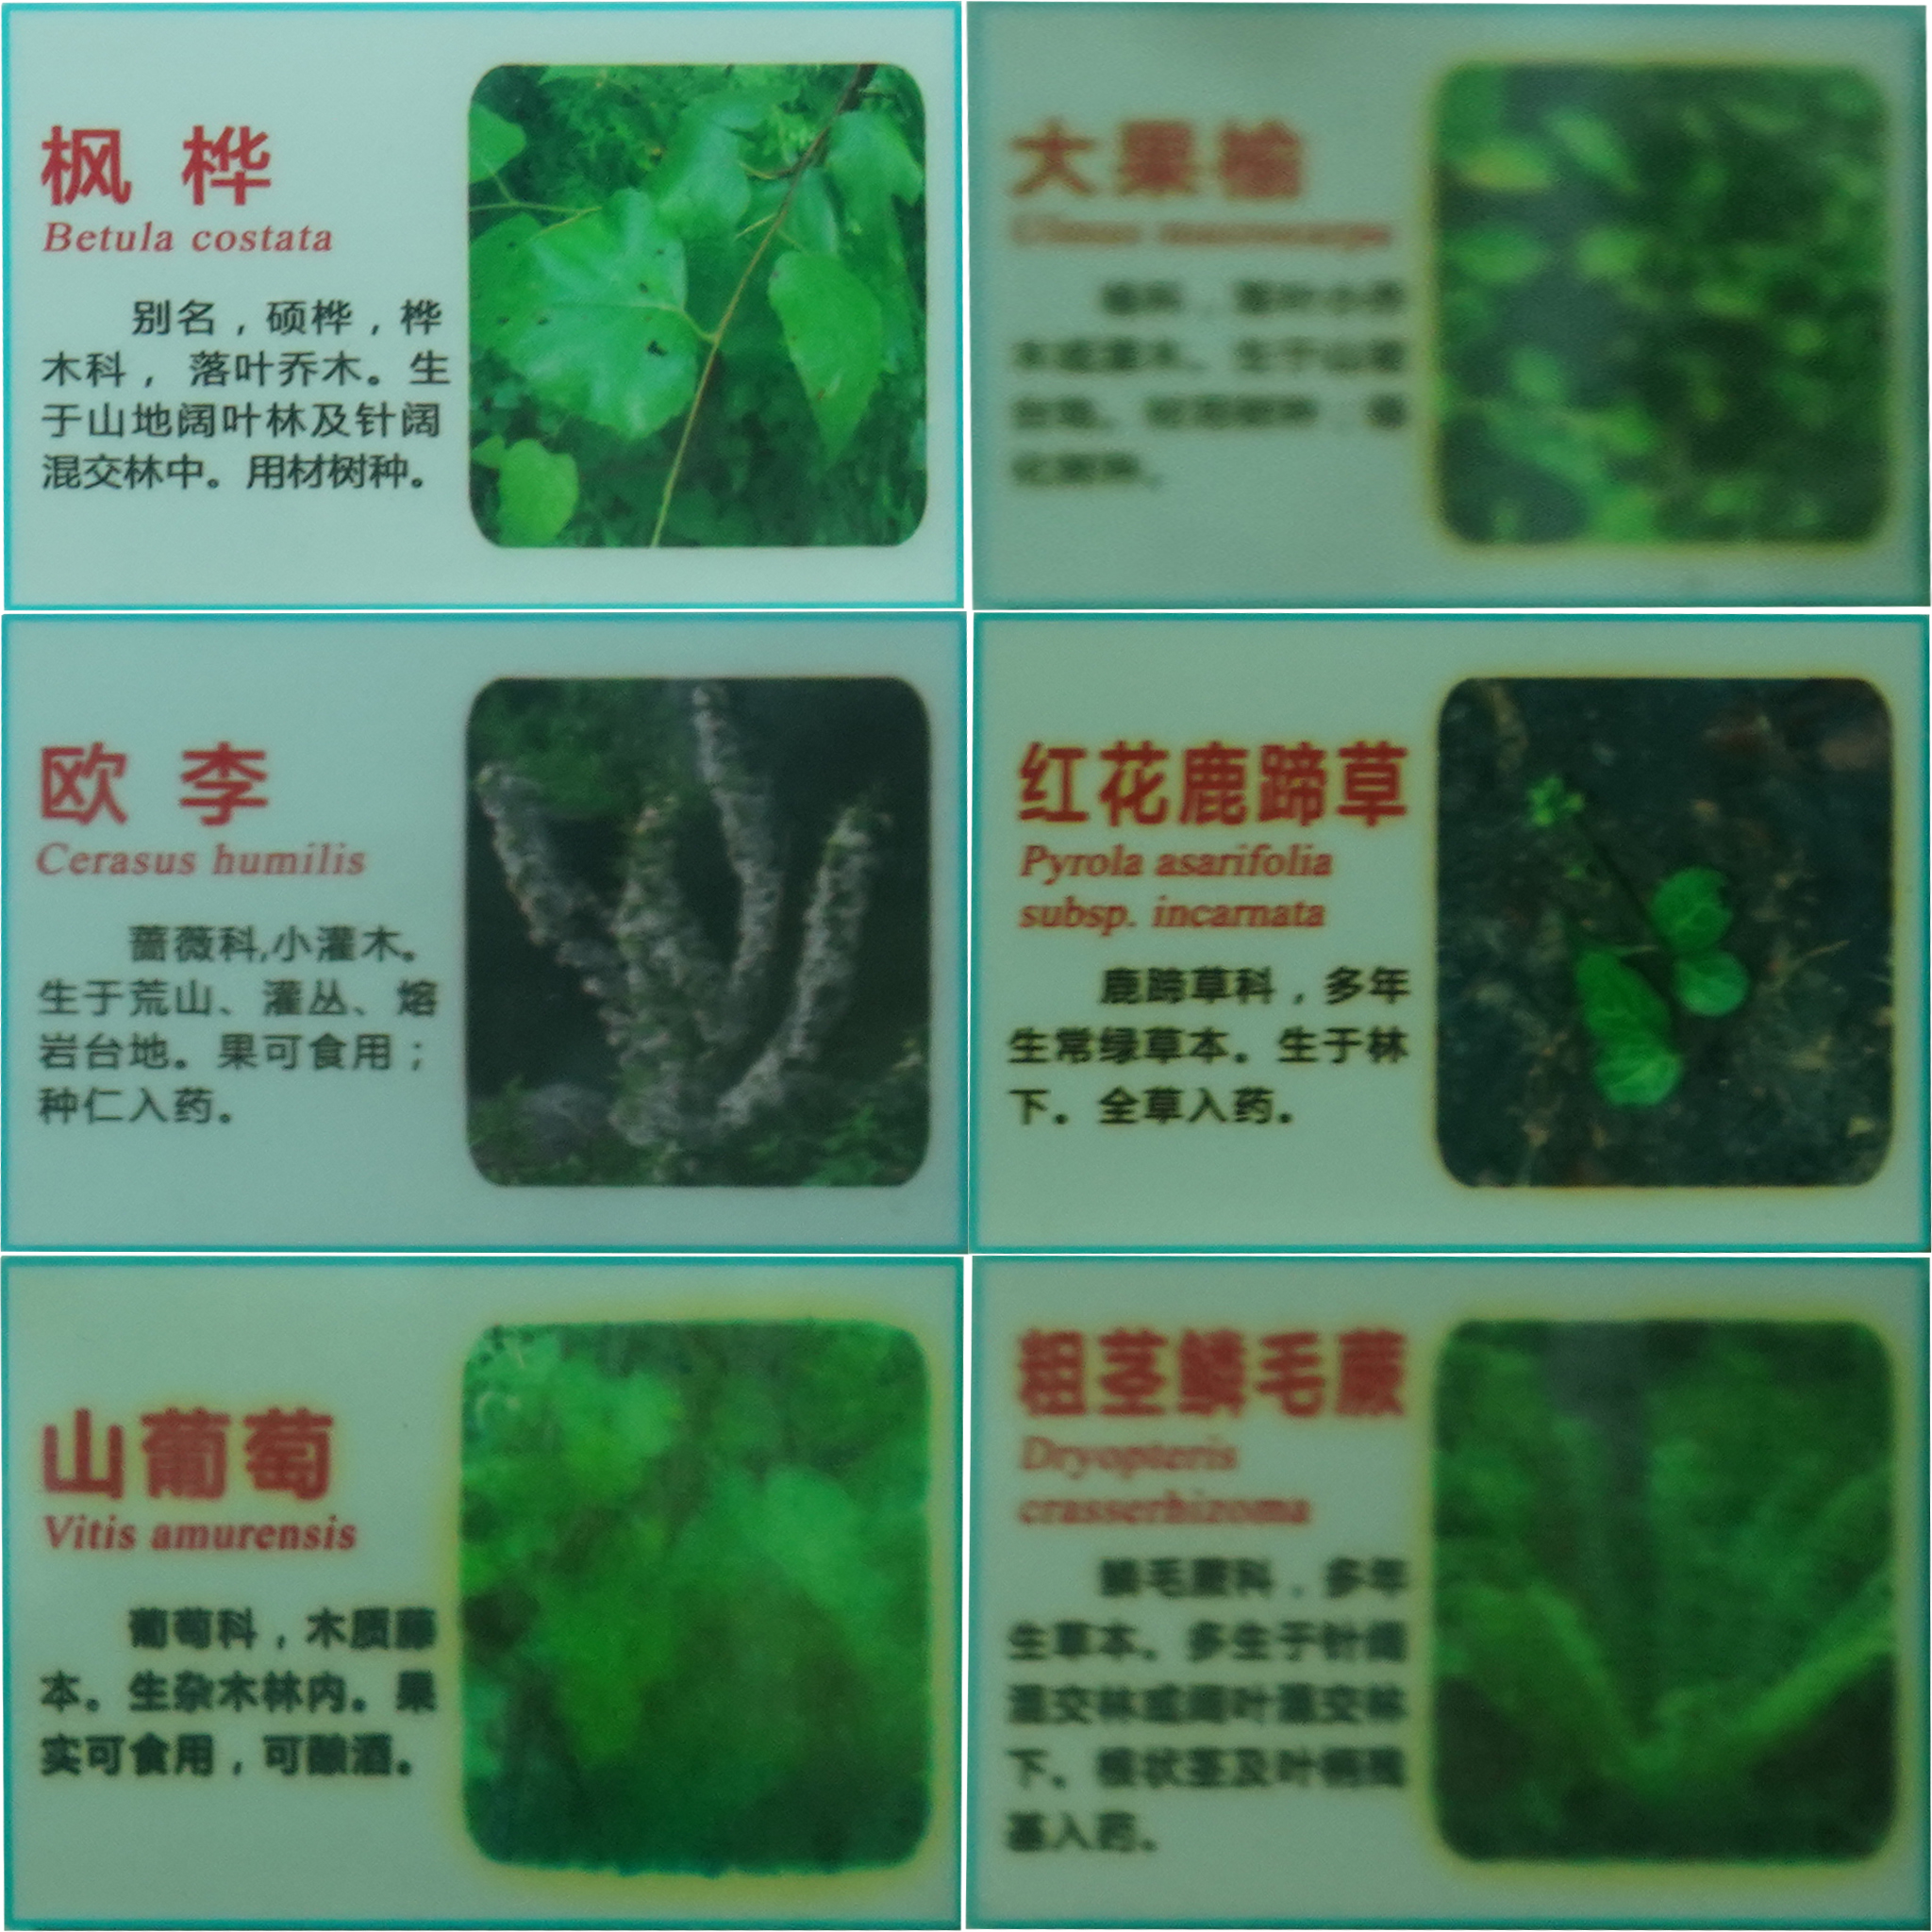 枫 桦
Betula costata
别名，硕桦，桦
木科，落叶乔木。生
于山地阔叶林及针阔
混交林中。用材树种。
大果榆
Ulmus macrocarpa
榆科，落叶小乔
木或灌木。生于山坡
台地。
化树种。
欧 李
Cerasus humilis
蔷薇科,小灌木。
生于荒山、灌丛、熔
岩台地。果可食用；
种仁入药。
红花鹿蹄草
Pyrola asarifolia
subsp. incarnata
鹿蹄草科，多年
生常绿草本。生于林
下。全草入药。
山葡萄
Vitis amurensis
葡萄科，木质藤
本。生杂木林内。果
实可食用，可酿酒。
粗茎鳞毛蕨
Dryopteris
crasserhizoma
鳞毛蕨科，多年
生草本。多生于针阔
混交林或阔叶混交林
下。根状茎及叶柄残
基入药。